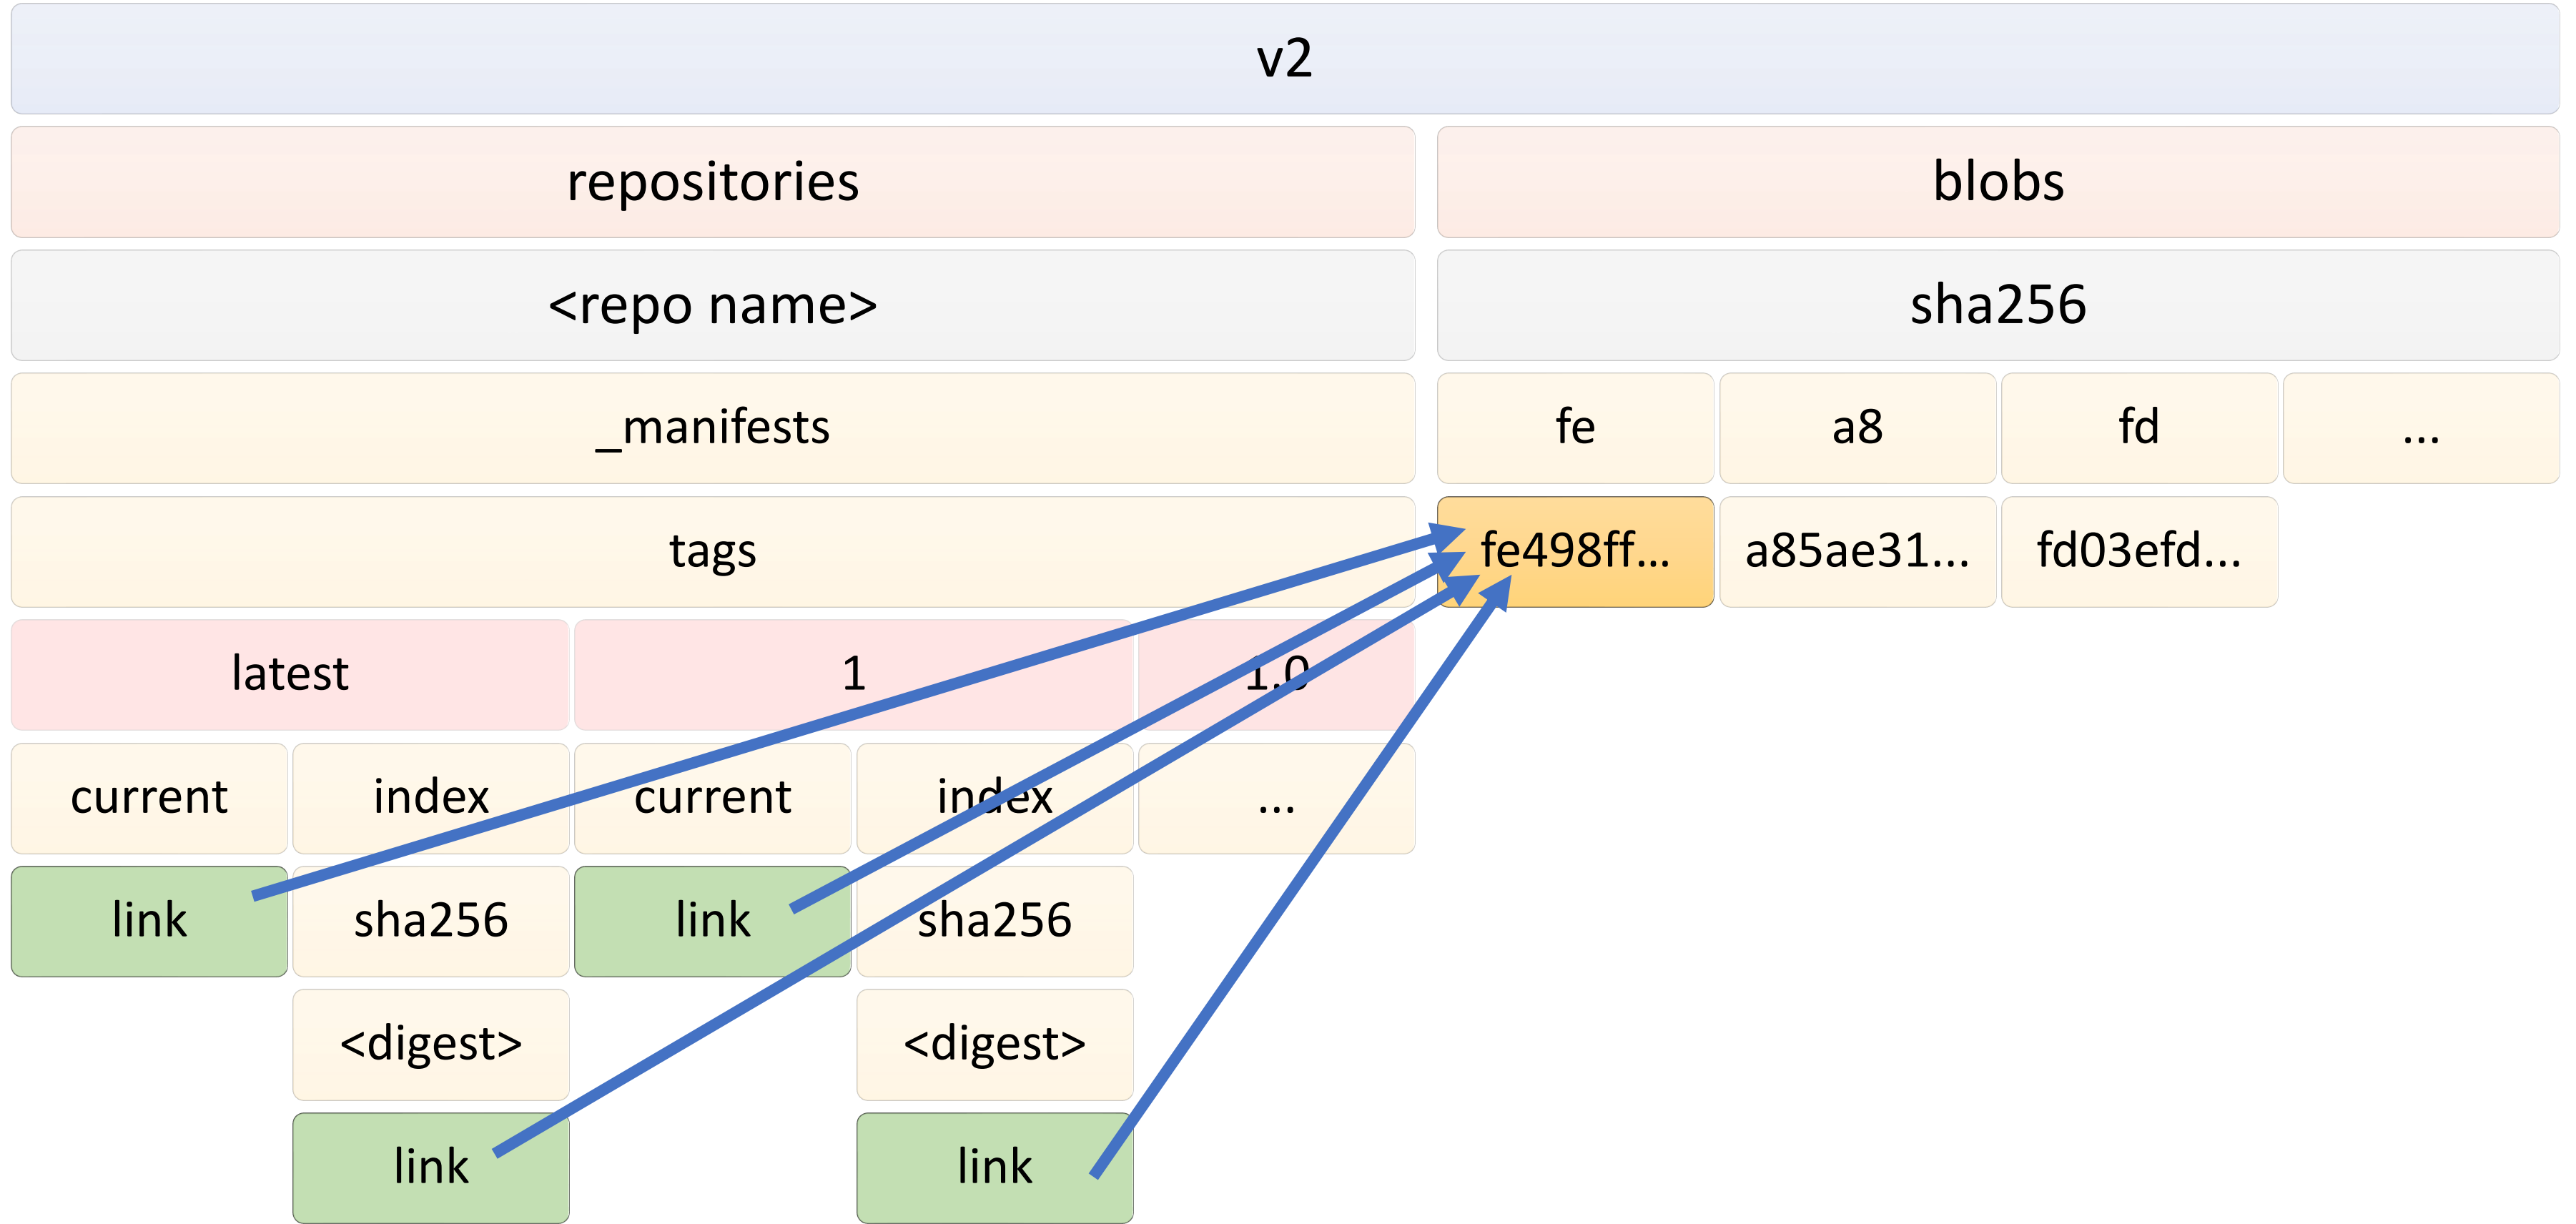 v2
repositories
blobs
<repo name>
sha256
_manifests
fe
a8
fd
...
tags
fe498ff...
a85ae31...
fd03efd...
latest
1
1.0
current
index
current
index
...
link
sha256
link
sha256
<digest>
<digest>
link
link